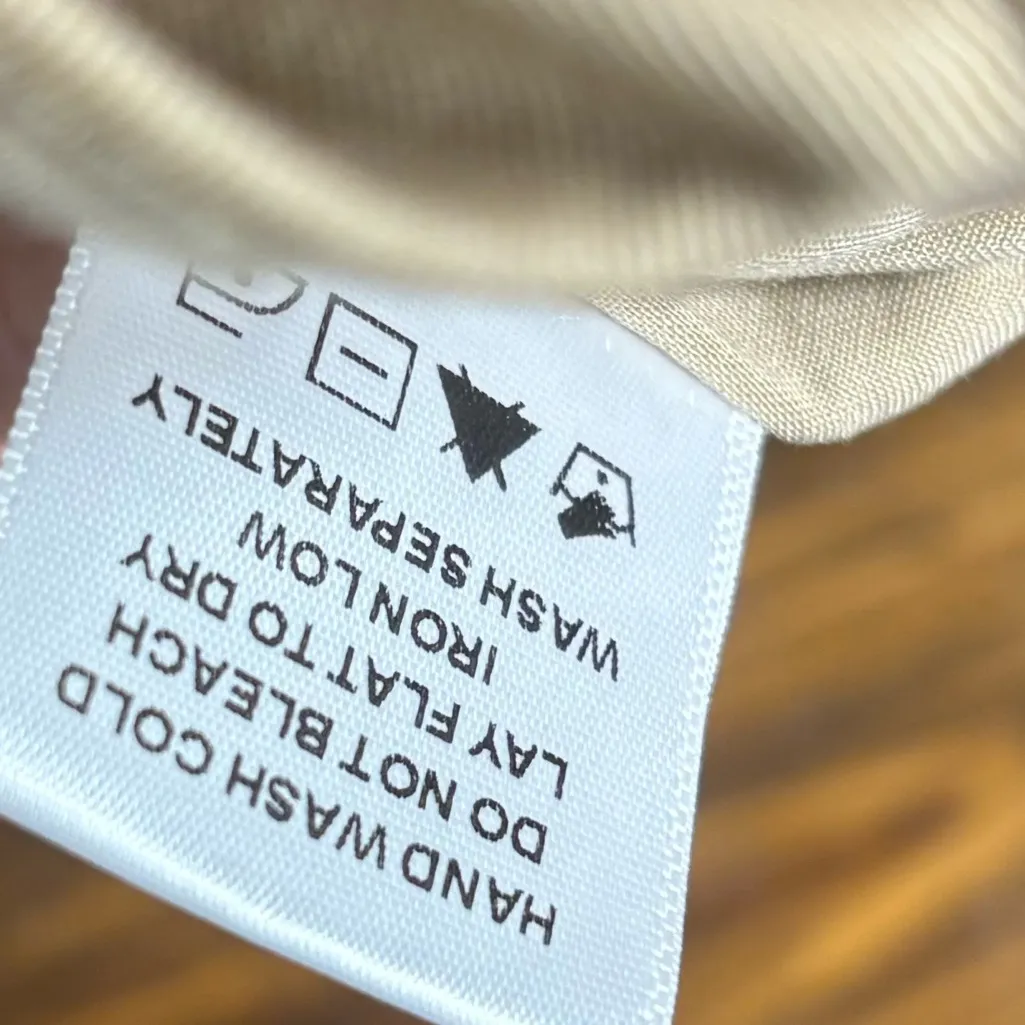 HAND WASH COLD
DO NOT BLEACH
LAY FLAT TO DRY
IRON LOW
WASH SEPARATELY